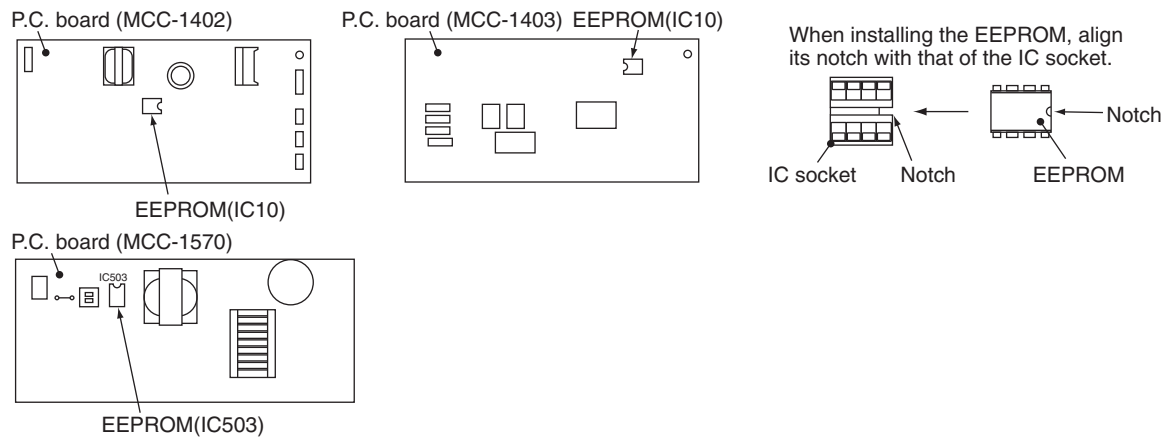 P.C. board (MCC-1402)
EEPROM(IC10)
P.C. board (MCC-1403) EEPROM(IC10)
When installing the EEPROM, align
its notch with that of the IC socket.
Notch
IC socket Notch EEPROM
P.C. board (MCC-1570)
IC503
EEPROM(IC503)